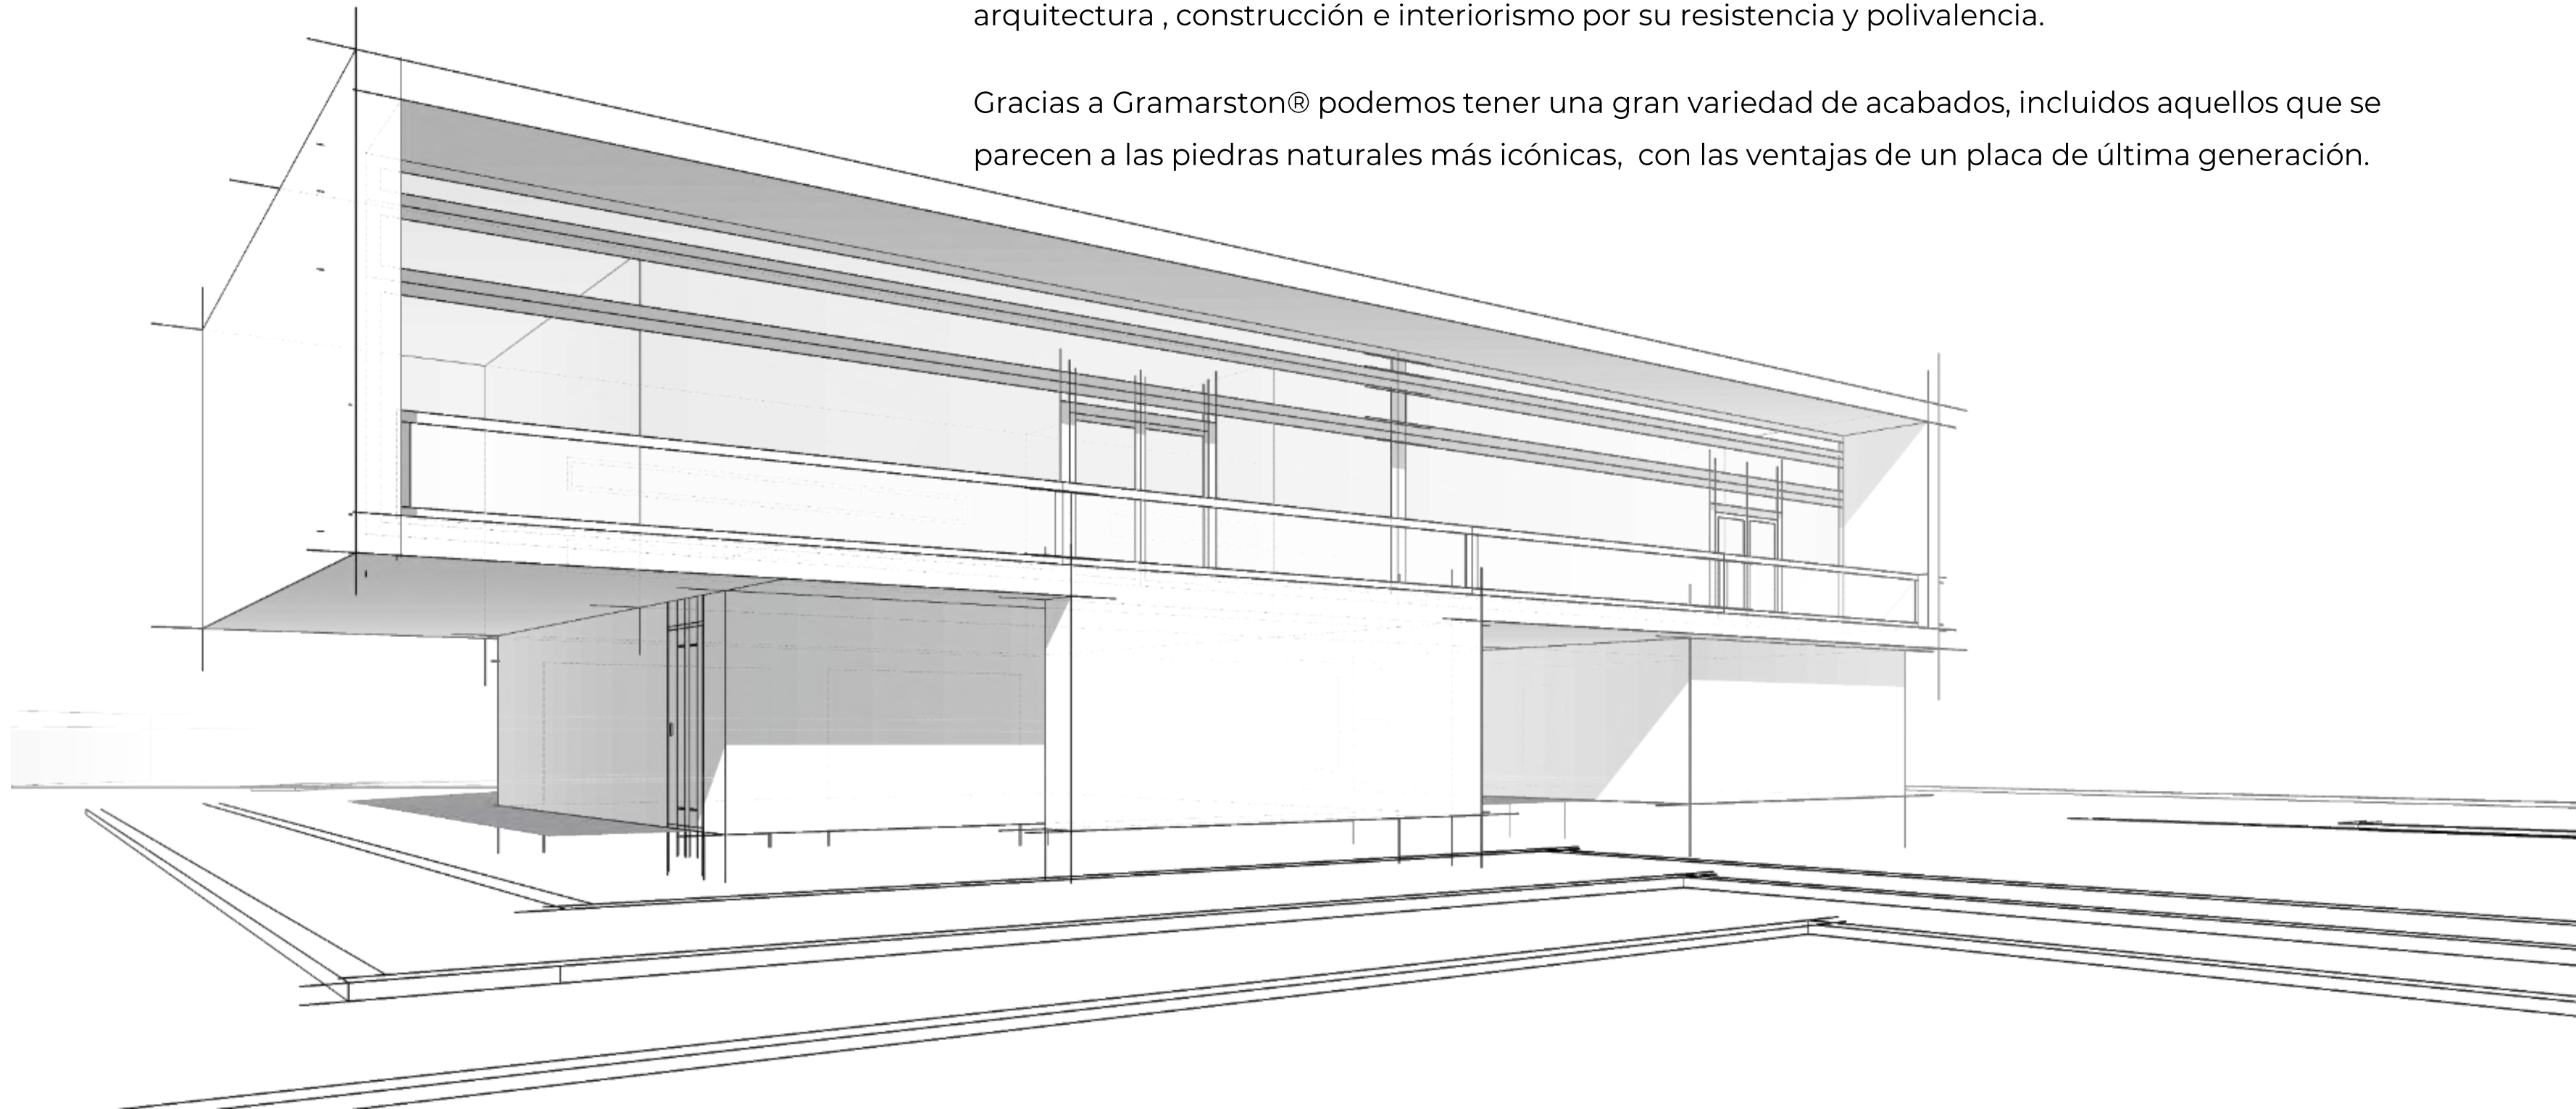 arquitectura , construcción e interiorismo por su resistencia y polivalencia.
Gracias a Gramarston® podemos tener una gran variedad de acabados, incluidos aquellos que se
parecen a las piedras naturales más icónicas,  con las ventajas de un placa de última generación.